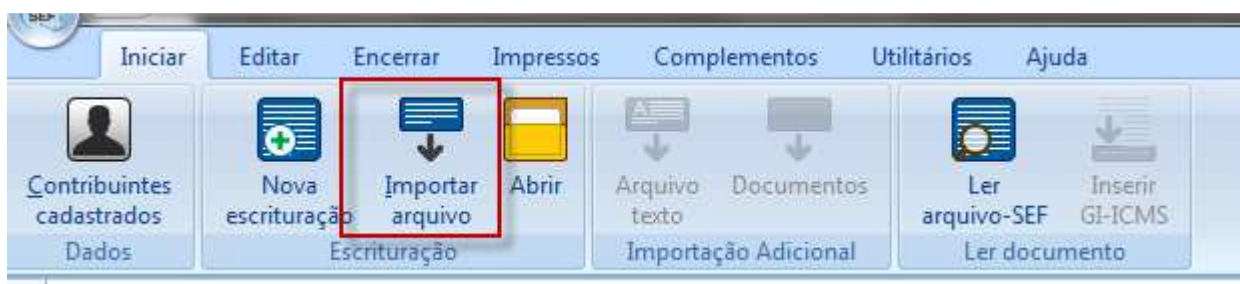 SEF
Iniciar Editar Encerrar Impressos Complementos Utilitários Ajuda
Contribuintes cadastrados
Nova escrituração
Importar arquivo
Abrir
Arquivo texto
Documentos
Ler arquivo-SEF
Inserir GI-ICMS
Dados Escrituração Importação Adicional Ler documento